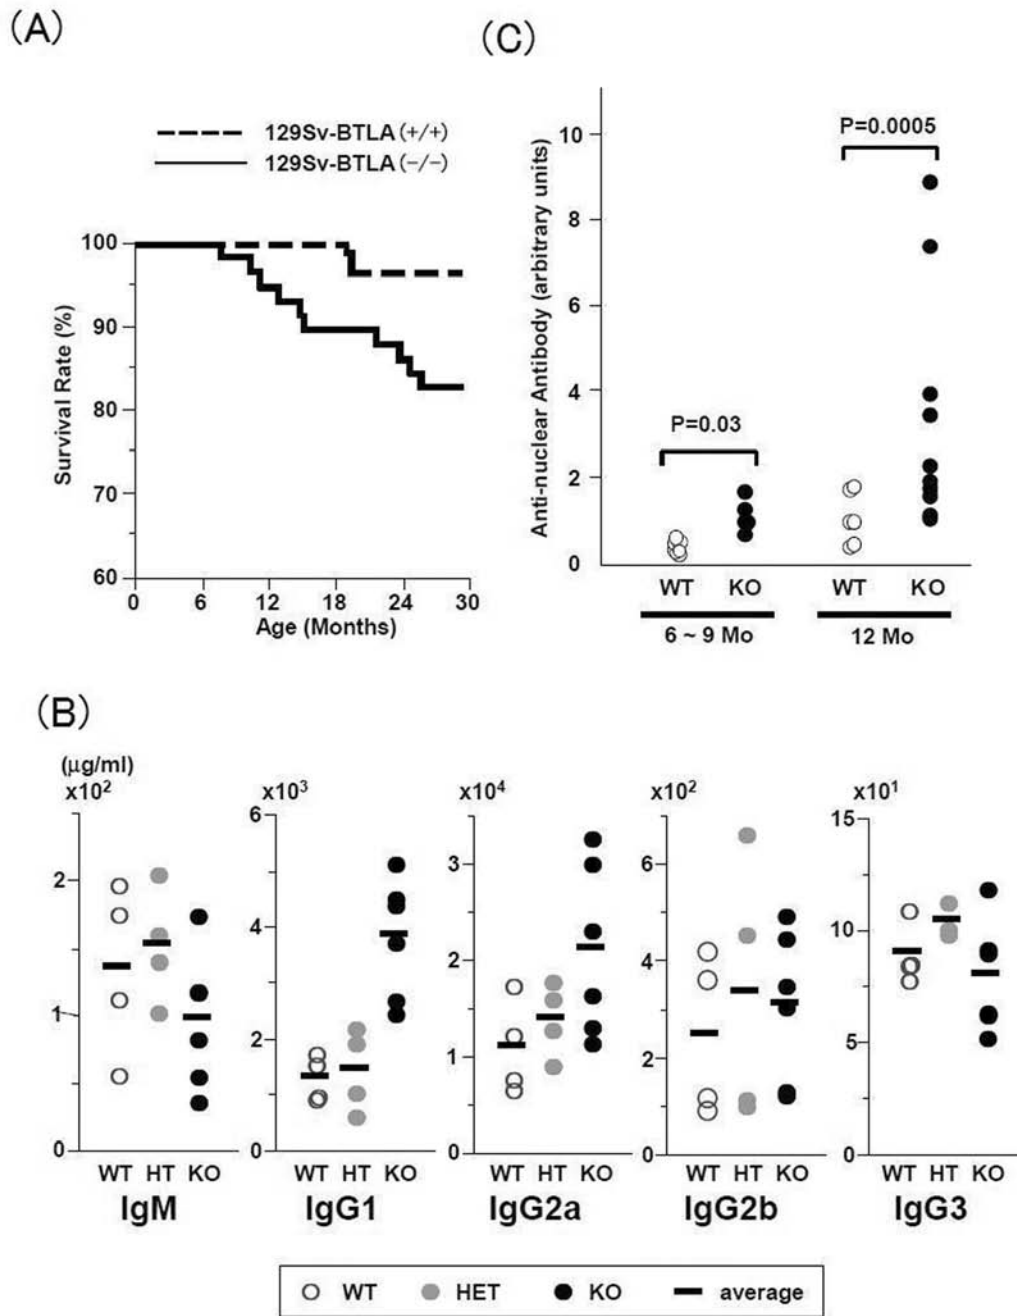 (A)
129Sv-BTLA(+/+)
129Sv-BTLA(−/−)
Survival Rate (%)
100
90
80
70
60
0 6 12 18 24 30
Age (Months)
(C)
Anti-nuclear Antibody (arbitrary units)
10
8
6
4
2
0
P=0.03
P=0.0005
WT KO WT KO
6 ~ 9 Mo 12 Mo
(B)
(μg/ml)
x10² x10³ x10⁴ x10² x10¹
2
1
0
6
4
2
0
3
2
1
0
6
4
2
0
15
10
5
0
WT HT KO WT HT KO WT HT KO WT HT KO WT HT KO
IgM IgG1 IgG2a IgG2b IgG3
WT HET KO average